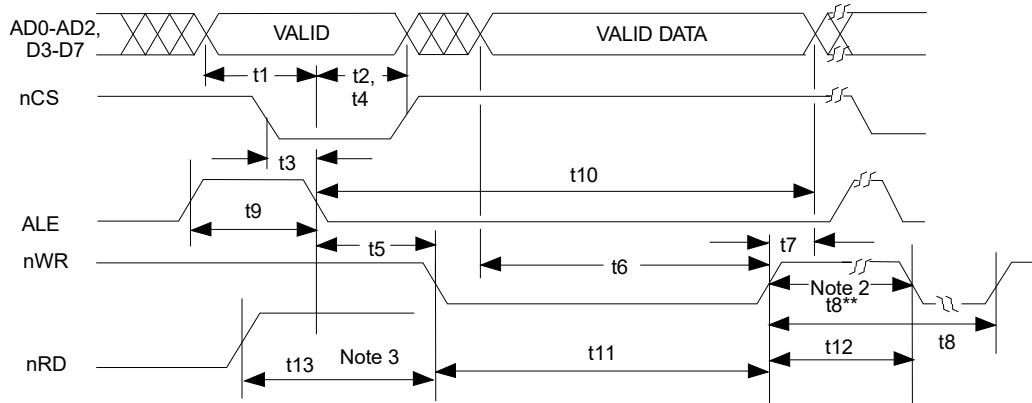 AD0-AD2,
D3-D7
VALID
VALID DATA
t1
t2,
t4
nCS
t3
t10
ALE
t9
t5
t7
nWR
t6
Note 2
t8**
t8
nRD
t13
Note 3
t11
t12